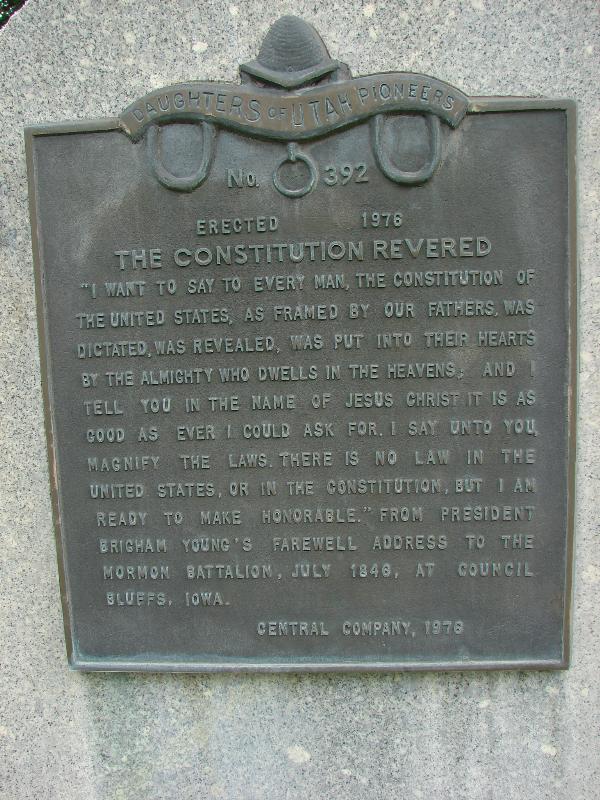 DAUGHTERS OF UTAH PIONEERS
No. 392
ERECTED 1976
THE CONSTITUTION REVERED
"I WANT TO SAY TO EVERY MAN, THE CONSTITUTION OF
THE UNITED STATES, AS FRAMED BY OUR FATHERS, WAS
DICTATED, WAS REVEALED, WAS PUT INTO THEIR HEARTS
BY THE ALMIGHTY WHO DWELLS IN THE HEAVENS; AND I
TELL YOU IN THE NAME OF JESUS CHRIST IT IS AS
GOOD AS EVER I COULD ASK FOR. I SAY UNTO YOU,
MAGNIFY THE LAWS. THERE IS NO LAW IN THE
UNITED STATES, OR IN THE CONSTITUTION, BUT I AM
READY TO MAKE HONORABLE." FROM PRESIDENT
BRIGHAM YOUNG'S FAREWELL ADDRESS TO THE
MORMON BATTALION, JULY 1846, AT COUNCIL
BLUFFS, IOWA.
CENTRAL COMPANY, 1976